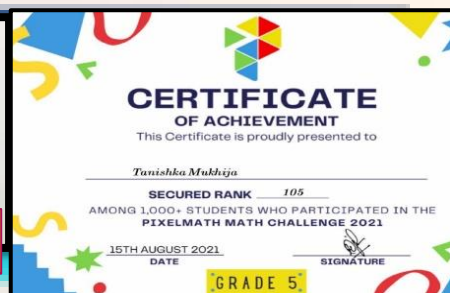 CERTIFICATE
OF ACHIEVEMENT
This Certificate is proudly presented to
Tanishka Mukhija
SECURED RANK 105
AMONG 1,000+ STUDENTS WHO PARTICIPATED IN THE
PIXELMATH MATH CHALLENGE 2021
15TH AUGUST 2021
DATE
SIGNATURE
GRADE 5